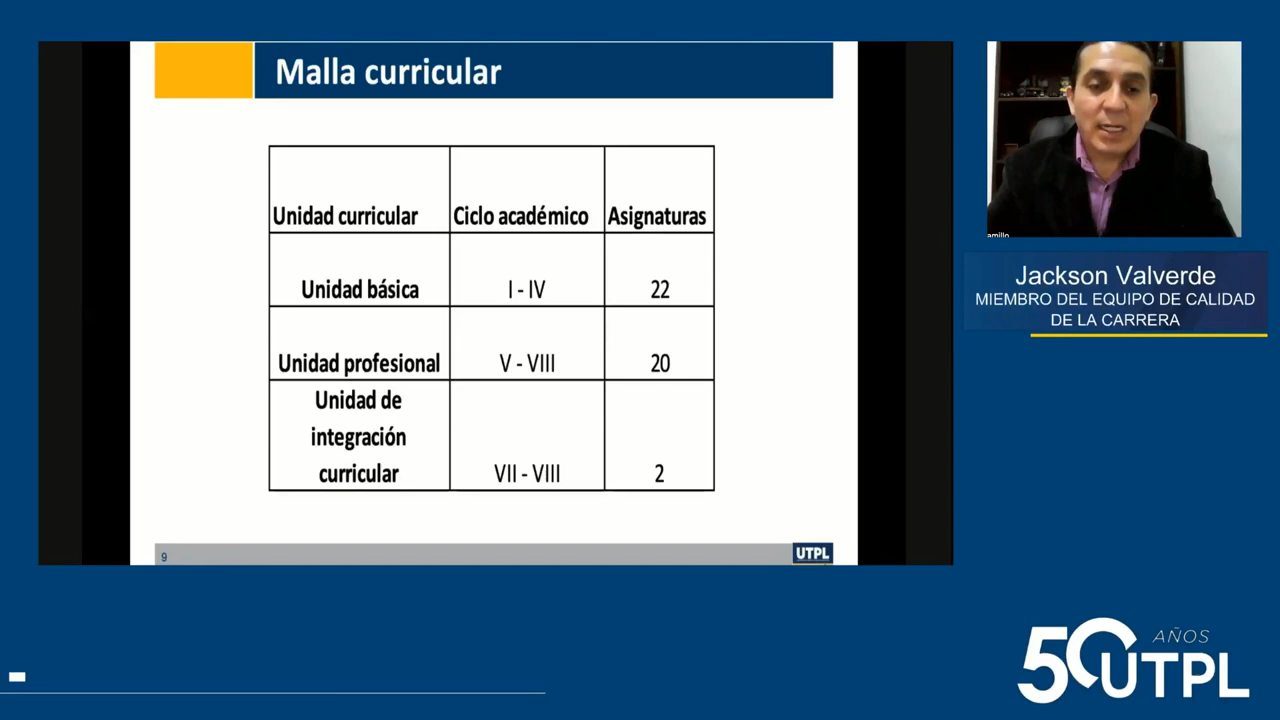 Malla curricular
Unidad curricular Ciclo académico Asignaturas
Unidad básica I - IV 22
Unidad profesional V - VIII 20
Unidad de
integración
curricular VII - VIII 2
9
UTPL
amillo
Jackson Valverde
MIEMBRO DEL EQUIPO DE CALIDAD
DE LA CARRERA
50 AÑOS
UTPL